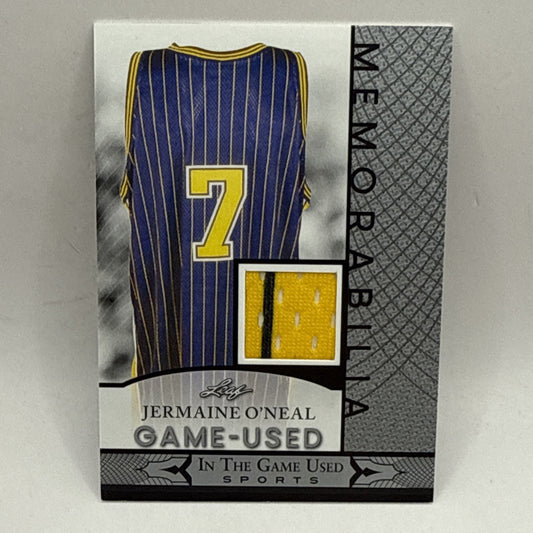 MEMORABILIA
7
Leaf
JERMAINE O'NEAL
GAME-USED
IN THE GAME USED
SPORTS